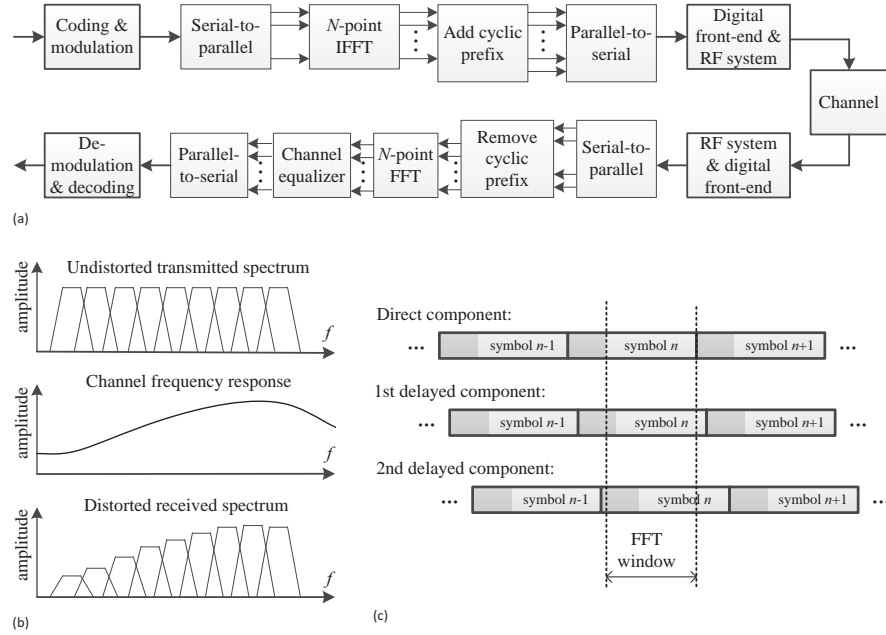 Coding &
modulation
Serial-to-
parallel
N-point
IFFT
Add cyclic
prefix
Parallel-to-
serial
Digital
front-end &
RF system
Channel
De-
modulation
& decoding
Parallel-
to-serial
Channel
equalizer
N-point
FFT
Remove
cyclic
prefix
Serial-to-
parallel
RF system
& digital
front-end
(a)
Undistorted transmitted spectrum
amplitude
f
Channel frequency response
amplitude
f
Distorted received spectrum
amplitude
f
(b)
Direct component:
... symbol n-1 symbol n symbol n+1 ...
1st delayed component:
... symbol n-1 symbol n symbol n+1 ...
2nd delayed component:
... symbol n-1 symbol n symbol n+1 ...
FFT
window
(c)